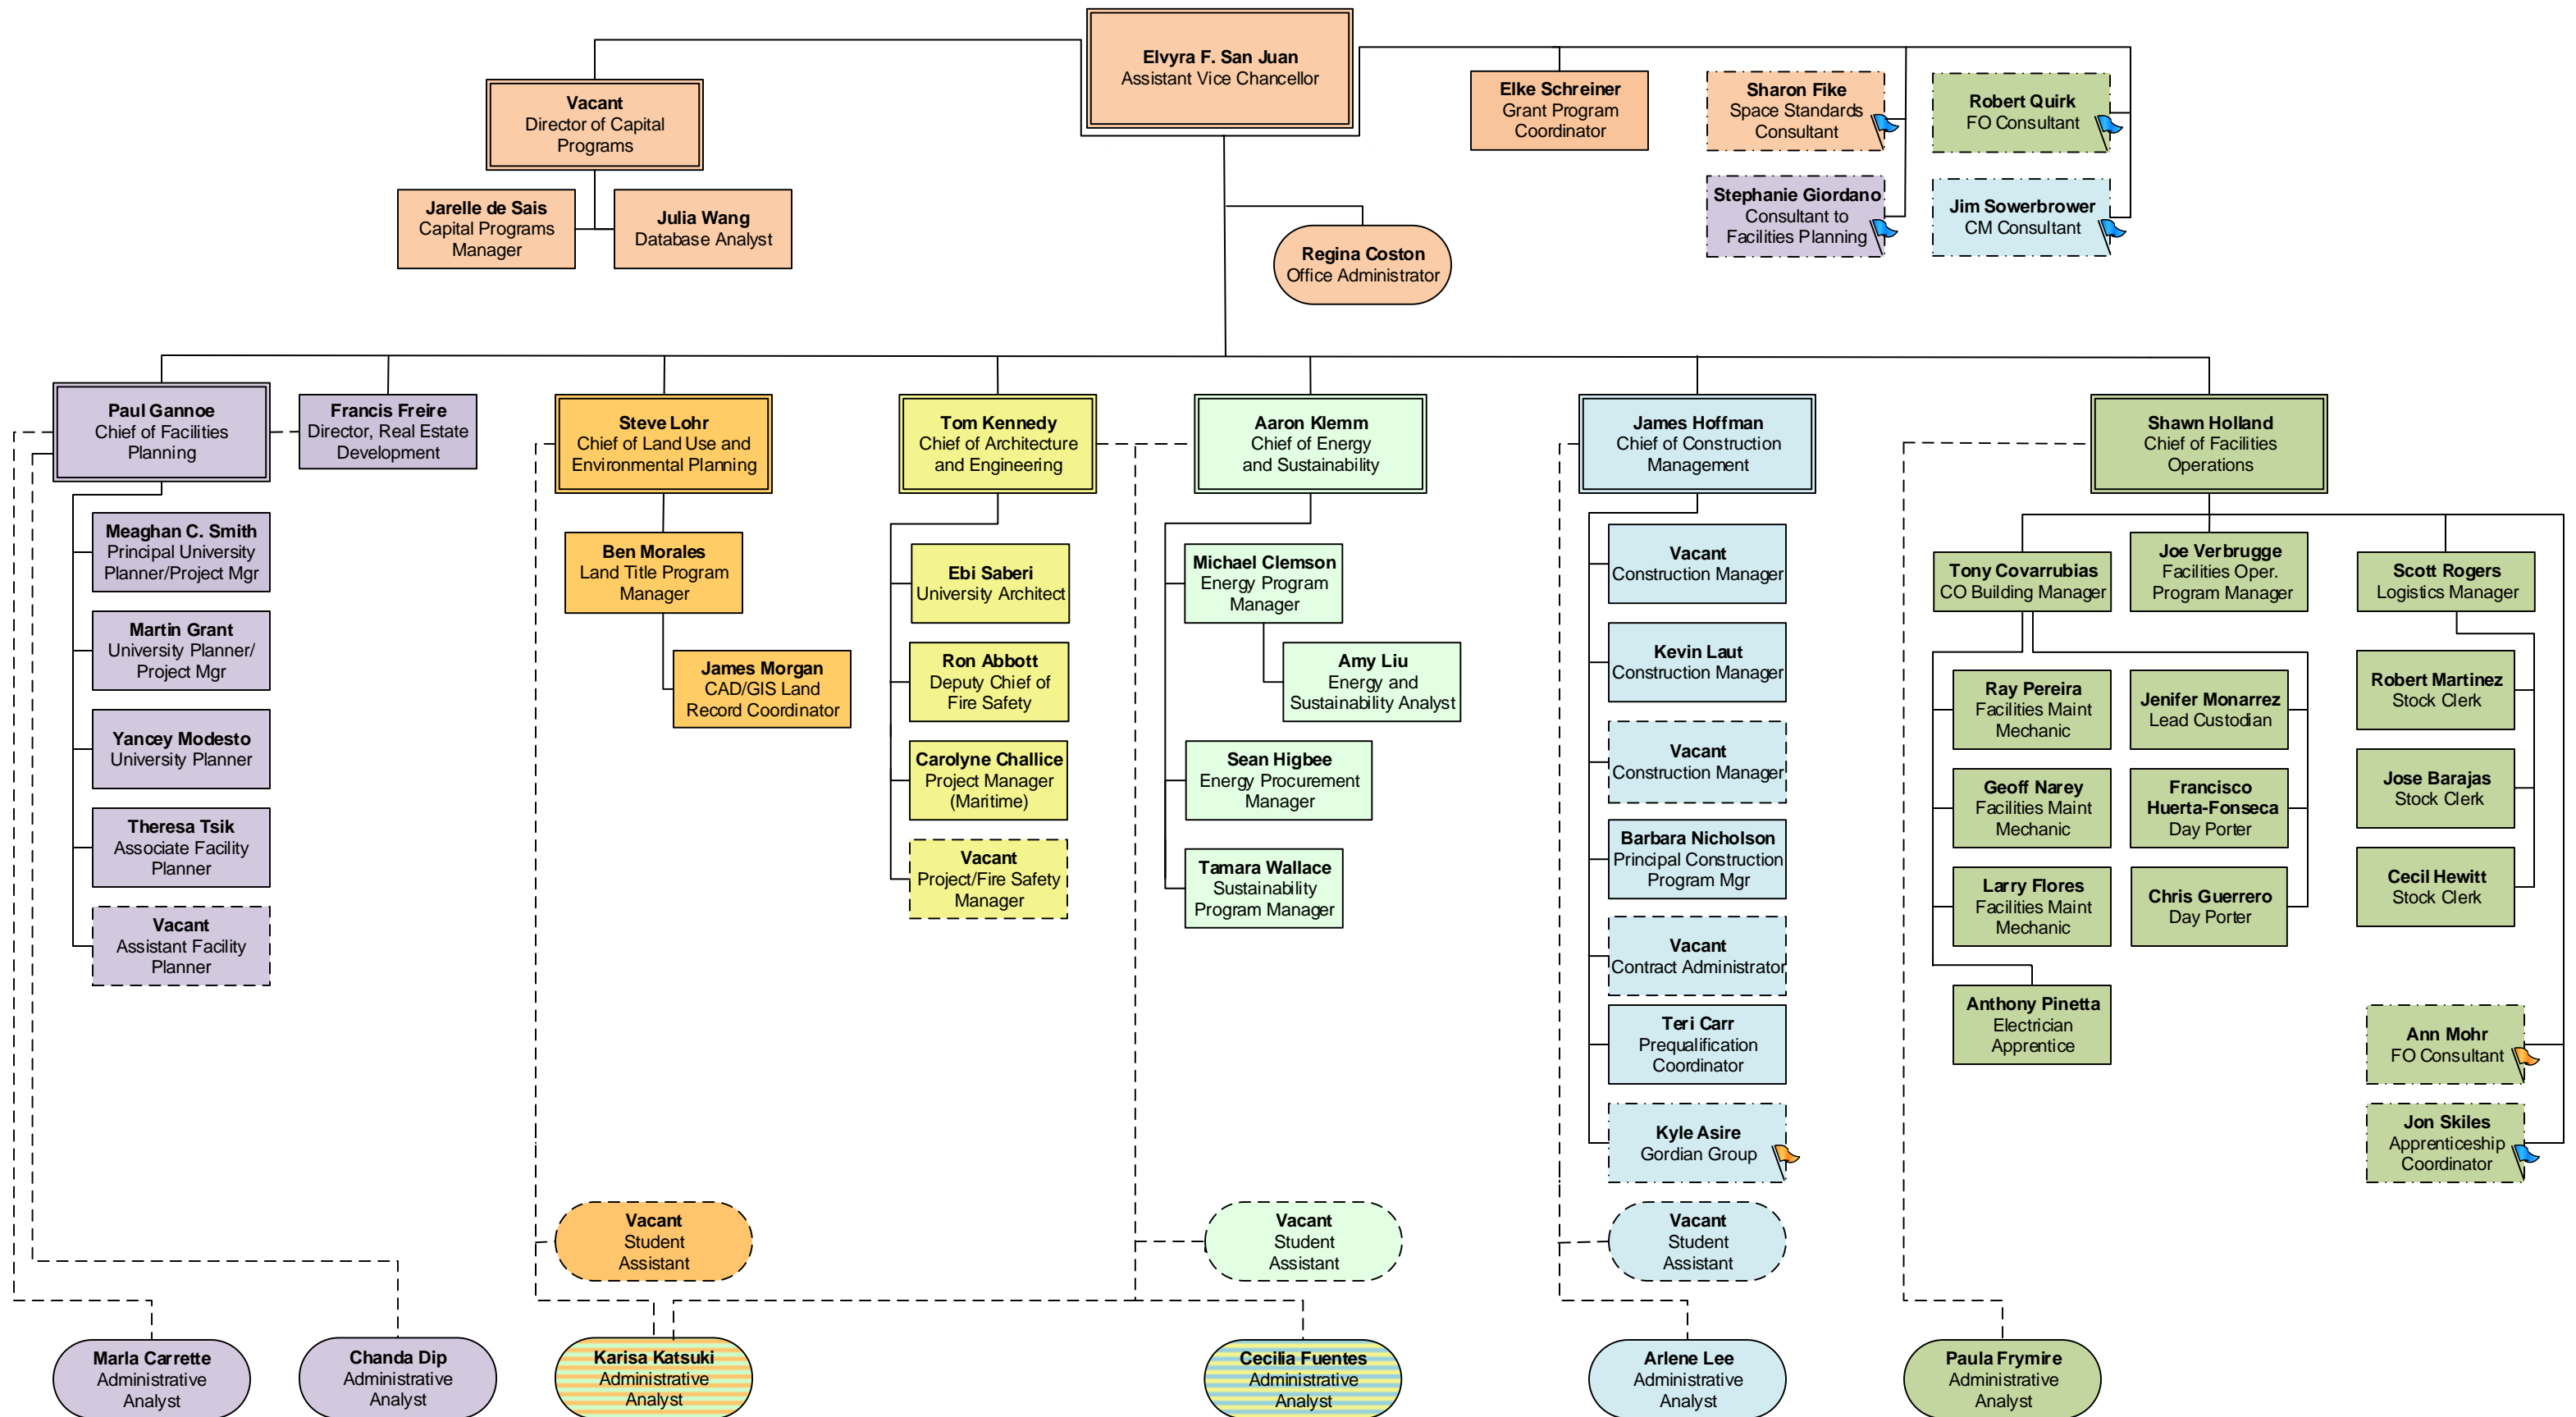 Elvyra F. San Juan
Assistant Vice Chancellor
Vacant
Director of Capital
Programs
Jarelle de Sais
Capital Programs
Manager
Julia Wang
Database Analyst
Elke Schreiner
Grant Program
Coordinator
Sharon Fike
Space Standards
Consultant
Robert Quirk
FO Consultant
Stephanie Giordano
Consultant to
Facilities Planning
Jim Sowerbrower
CM Consultant
Regina Coston
Office Administrator
Paul Gannoe
Chief of Facilities
Planning
Francis Freire
Director, Real Estate
Development
Steve Lohr
Chief of Land Use and
Environmental Planning
Tom Kennedy
Chief of Architecture
and Engineering
Aaron Klemm
Chief of Energy
and Sustainability
James Hoffman
Chief of Construction
Management
Shawn Holland
Chief of Facilities
Operations
Meaghan C. Smith
Principal University
Planner/Project Mgr
Martin Grant
University Planner/
Project Mgr
Yancey Modesto
University Planner
Theresa Tsik
Associate Facility
Planner
Vacant
Assistant Facility
Planner
Ben Morales
Land Title Program
Manager
James Morgan
CAD/GIS Land
Record Coordinator
Ebi Saberi
University Architect
Ron Abbott
Deputy Chief of
Fire Safety
Carolyne Challice
Project Manager
(Maritime)
Vacant
Project/Fire Safety
Manager
Michael Clemson
Energy Program
Manager
Amy Liu
Energy and
Sustainability Analyst
Sean Higbee
Energy Procurement
Manager
Tamara Wallace
Sustainability
Program Manager
Vacant
Construction Manager
Kevin Laut
Construction Manager
Vacant
Construction Manager
Barbara Nicholson
Principal Construction
Program Mgr
Vacant
Contract Administrator
Teri Carr
Prequalification
Coordinator
Kyle Asire
Gordian Group
Tony Covarrubias
CO Building Manager
Joe Verbrugge
Facilities Oper.
Program Manager
Scott Rogers
Logistics Manager
Ray Pereira
Facilities Maint
Mechanic
Geoff Narey
Facilities Maint
Mechanic
Larry Flores
Facilities Maint
Mechanic
Anthony Pinetta
Electrician
Apprentice
Jenifer Monarrez
Lead Custodian
Francisco
Huerta-Fonseca
Day Porter
Chris Guerrero
Day Porter
Robert Martinez
Stock Clerk
Jose Barajas
Stock Clerk
Cecil Hewitt
Stock Clerk
Ann Mohr
FO Consultant
Jon Skiles
Apprenticeship
Coordinator
Vacant
Student
Assistant
Vacant
Student
Assistant
Vacant
Student
Assistant
Marla Carrette
Administrative
Analyst
Chanda Dip
Administrative
Analyst
Karisa Katsuki
Administrative
Analyst
Cecilia Fuentes
Administrative
Analyst
Arlene Lee
Administrative
Analyst
Paula Frymire
Administrative
Analyst